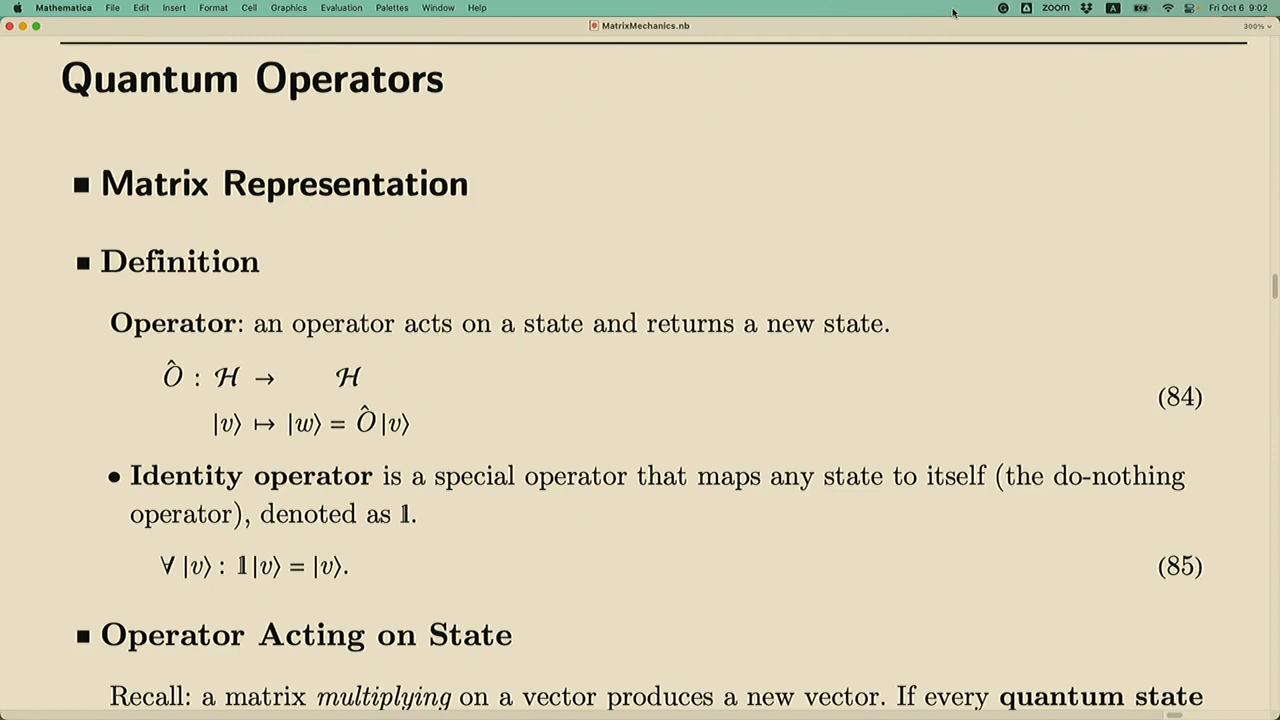 Mathematica File Edit Insert Format Cell Graphics Evaluation Palettes Window Help zoom A Fri Oct 6 9:02
MatrixMechanics.nb 300%
Quantum Operators
■ Matrix Representation
■ Definition
Operator: an operator acts on a state and returns a new state.
Ô : ℋ → ℋ
|v⟩ ↦ |w⟩ = Ô|v⟩
(84)
• Identity operator is a special operator that maps any state to itself (the do-nothing
operator), denoted as 𝟙.
∀ |v⟩ : 𝟙|v⟩ = |v⟩. (85)
■ Operator Acting on State
Recall: a matrix multiplying on a vector produces a new vector. If every quantum state